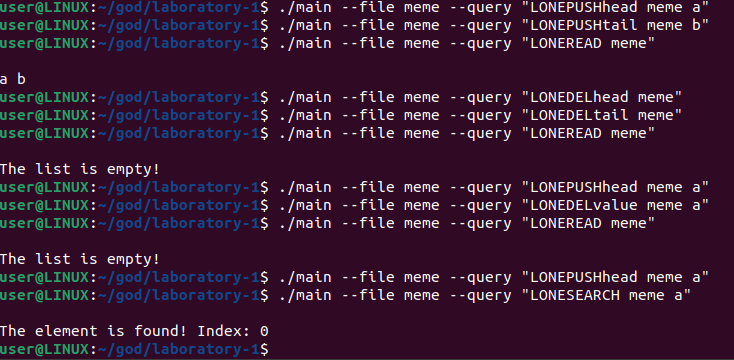 user@LINUX:~/god/laboratory-1$ ./main --file meme --query "LONEPUSHhead meme a"
user@LINUX:~/god/laboratory-1$ ./main --file meme --query "LONEPUSHtail meme b"
user@LINUX:~/god/laboratory-1$ ./main --file meme --query "LONEREAD meme"
a b
user@LINUX:~/god/laboratory-1$ ./main --file meme --query "LONEDELhead meme"
user@LINUX:~/god/laboratory-1$ ./main --file meme --query "LONEDELtail meme"
user@LINUX:~/god/laboratory-1$ ./main --file meme --query "LONEREAD meme"
The list is empty!
user@LINUX:~/god/laboratory-1$ ./main --file meme --query "LONEPUSHhead meme a"
user@LINUX:~/god/laboratory-1$ ./main --file meme --query "LONEDELvalue meme a"
user@LINUX:~/god/laboratory-1$ ./main --file meme --query "LONEREAD meme"
The list is empty!
user@LINUX:~/god/laboratory-1$ ./main --file meme --query "LONEPUSHhead meme a"
user@LINUX:~/god/laboratory-1$ ./main --file meme --query "LONESEARCH meme a"
The element is found! Index: 0
user@LINUX:~/god/laboratory-1$